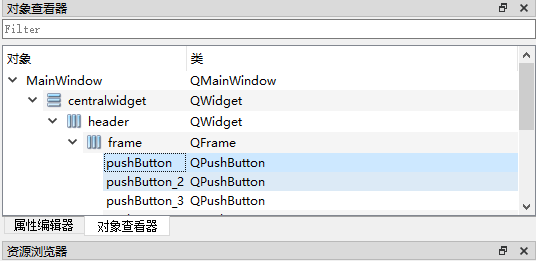 对象查看器
Filter
对象 类
MainWindow QMainWindow
centralwidget QWidget
header QWidget
frame QFrame
pushButton QPushButton
pushButton_2 QPushButton
pushButton_3 QPushButton
属性编辑器 对象查看器
资源浏览器